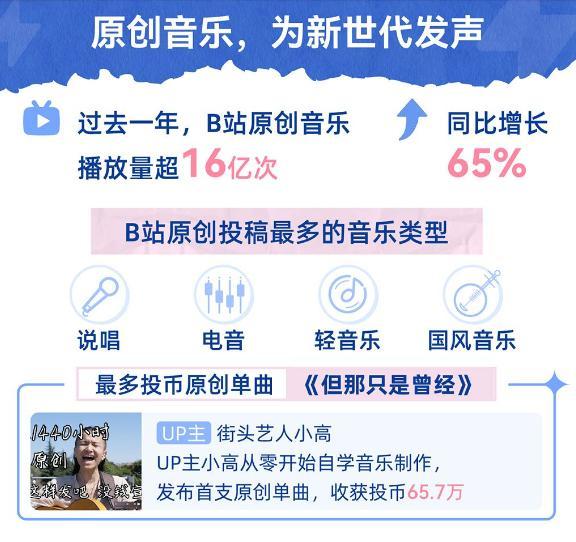 原创音乐，为新世代发声
过去一年，B站原创音乐
播放量超16亿次
同比增长
65%
B站原创投稿最多的音乐类型
说唱
电音
轻音乐
国风音乐
最多投币原创单曲
《但那只是曾经》
1440小时
原创
这样发吧
UP主 街头艺人小高
UP主小高从零开始自学音乐制作，
发布首支原创单曲，收获投币65.7万